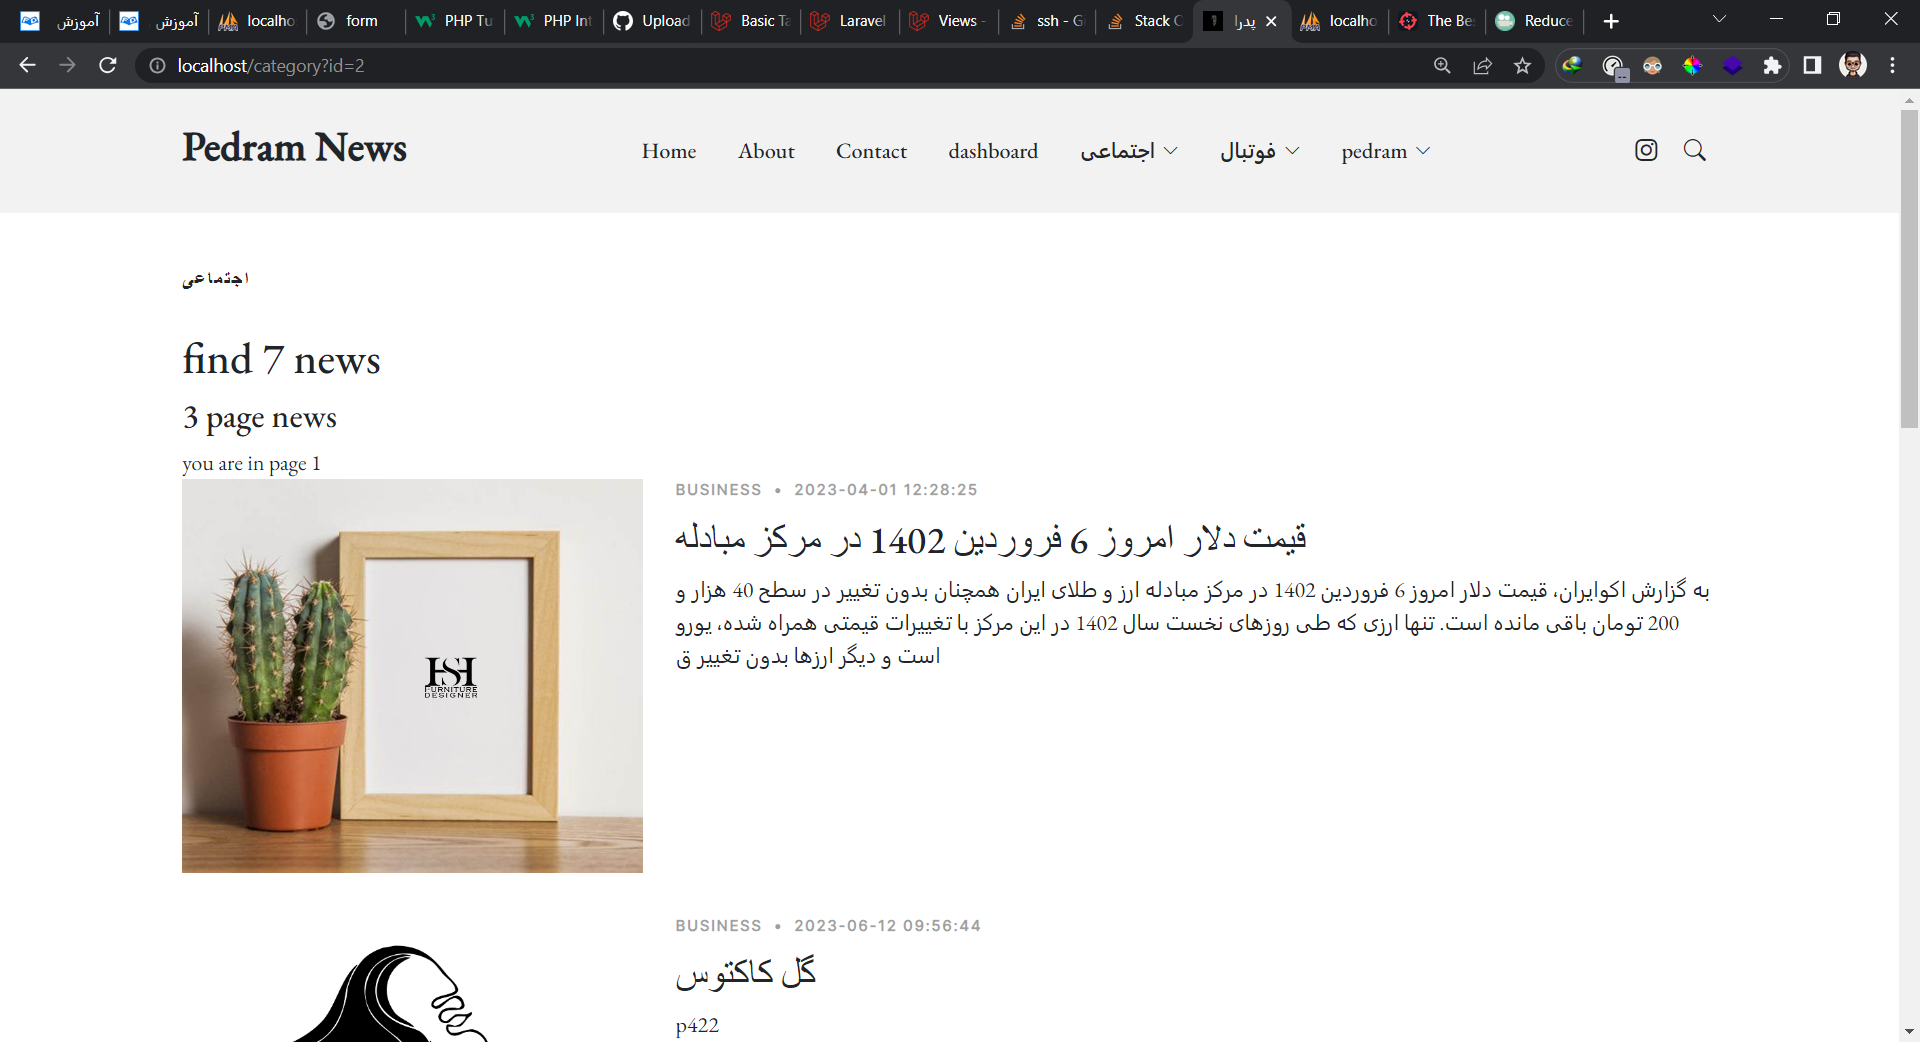 آموزش
آموزش
localho
form
PHP Tu
PHP Int
Upload
Basic Ta
Laravel
Views -
ssh - Gi
Stack C
پدرا
localho
The Be
Reduce
localhost/category?id=2
Pedram News
Home
About
Contact
dashboard
اجتماعی
فوتبال
pedram
اجتماعی
find 7 news
3 page news
you are in page 1
BUSINESS • 2023-04-01 12:28:25
قیمت دلار امروز 6 فروردین 1402 در مرکز مبادله
به گزارش اکوایران، قیمت دلار امروز 6 فروردین 1402 در مرکز مبادله ارز و طلای ایران همچنان بدون تغییر در سطح 40 هزار و
200 تومان باقی مانده است. تنها ارزی که طی روزهای نخست سال 1402 در این مرکز با تغییرات قیمتی همراه شده، یورو
است و دیگر ارزها بدون تغییر ق
HSH
FURNITURE
DESIGNER
BUSINESS • 2023-06-12 09:56:44
گل کاکتوس
p422